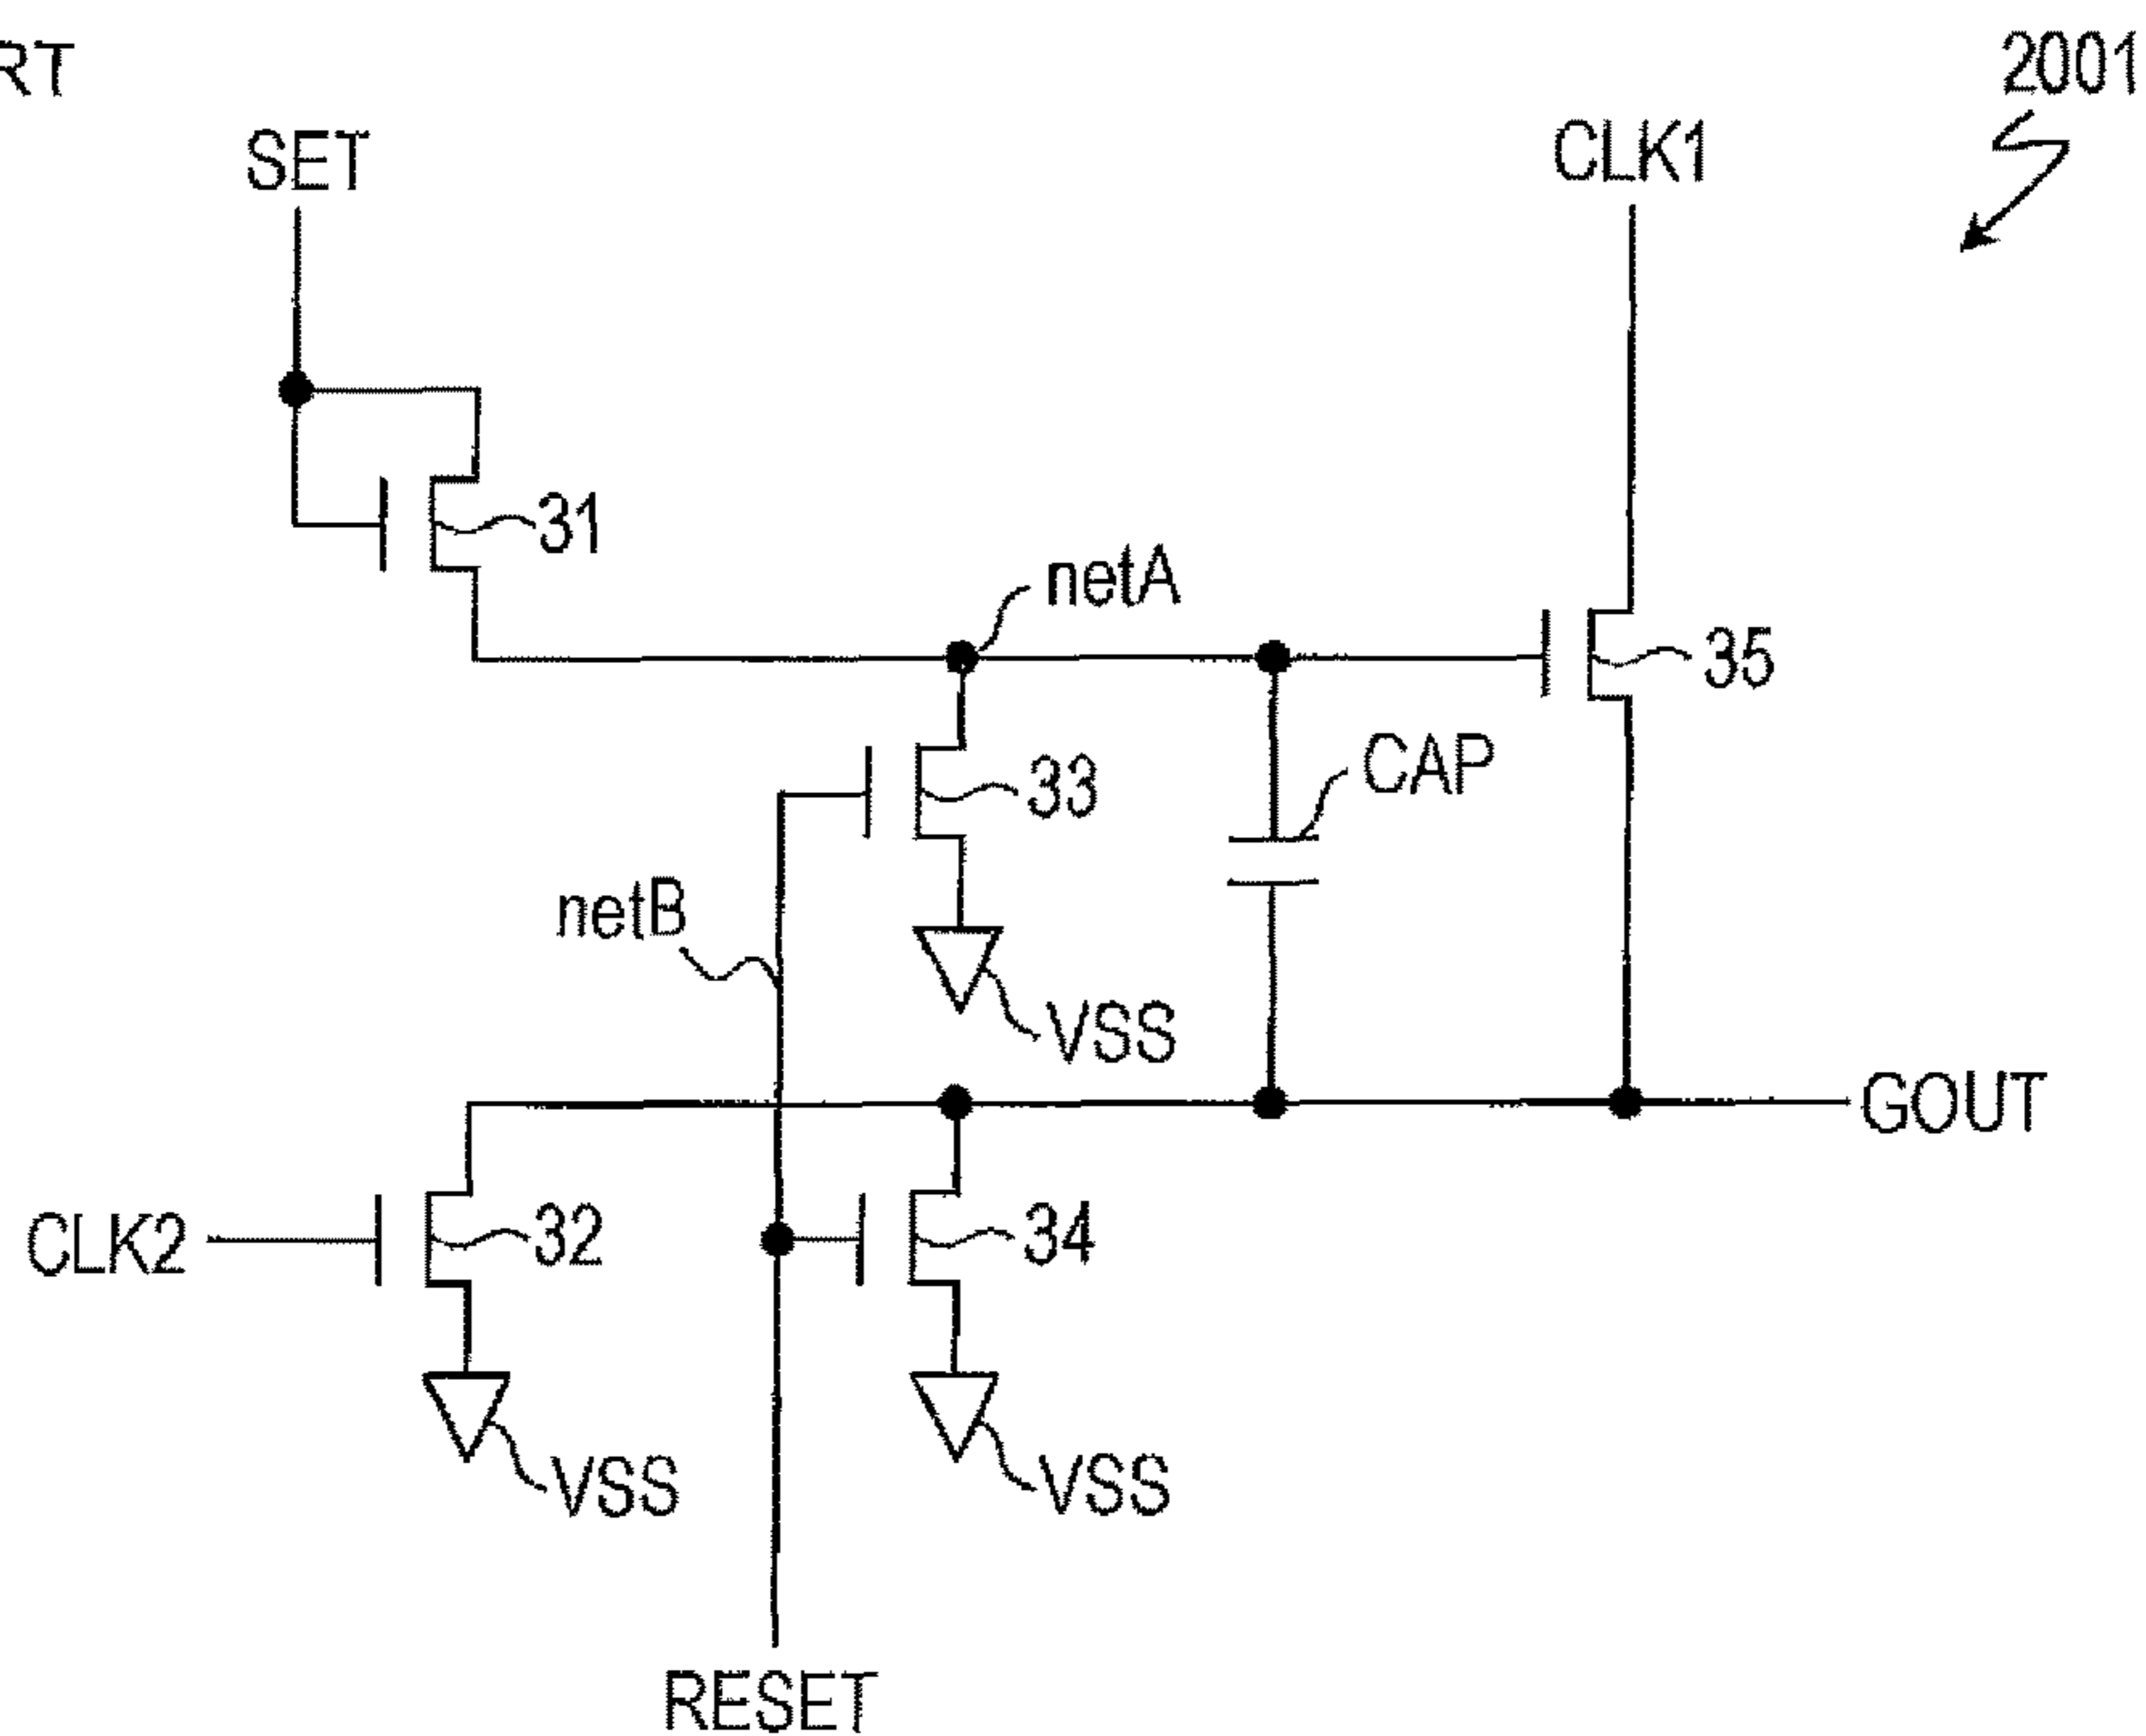 RT
2001
SET
CLK1
31
netA
35
33
CAP
netB
VSS
GOUT
CLK2
32
34
VSS
VSS
RESET